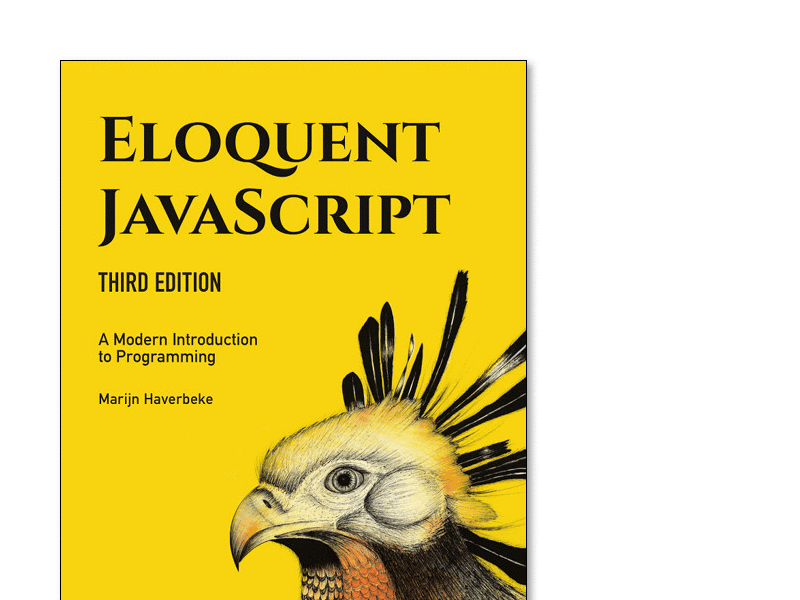 Eloquent
JavaScript
THIRD EDITION
A Modern Introduction
to Programming
Marijn Haverbeke